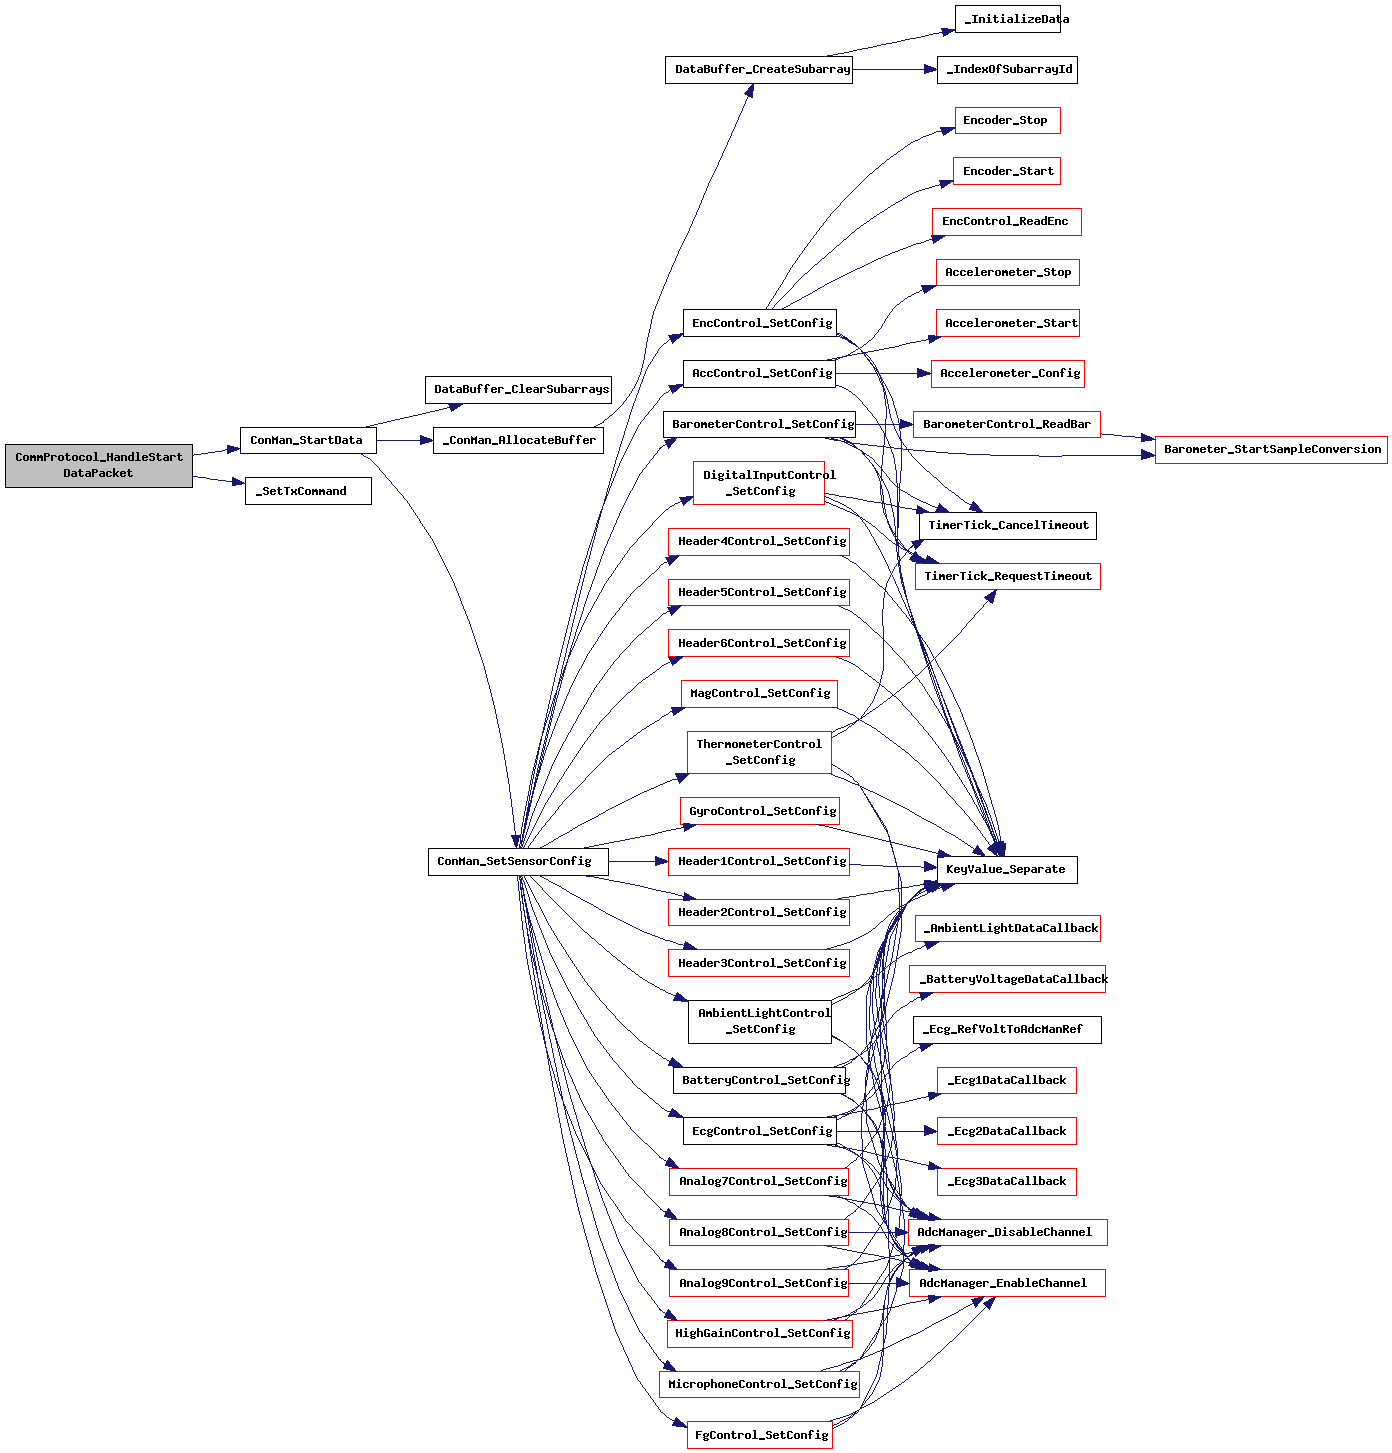 CommProtocol_HandleStart
DataPacket
ConMan_StartData
_SetTxCommand
DataBuffer_ClearSubarrays
_ConMan_AllocateBuffer
ConMan_SetSensorConfig
DataBuffer_CreateSubarray
EncControl_SetConfig
AccControl_SetConfig
BarometerControl_SetConfig
DigitalInputControl
_SetConfig
Header4Control_SetConfig
Header5Control_SetConfig
Header6Control_SetConfig
MagControl_SetConfig
ThermometerControl
_SetConfig
GyroControl_SetConfig
Header1Control_SetConfig
Header2Control_SetConfig
Header3Control_SetConfig
AmbientLightControl
_SetConfig
BatteryControl_SetConfig
EcgControl_SetConfig
Analog7Control_SetConfig
Analog8Control_SetConfig
Analog9Control_SetConfig
HighGainControl_SetConfig
MicrophoneControl_SetConfig
FgControl_SetConfig
_InitializeData
_IndexOfSubarrayId
Encoder_Stop
Encoder_Start
EncControl_ReadEnc
Accelerometer_Stop
Accelerometer_Start
Accelerometer_Config
BarometerControl_ReadBar
Barometer_StartSampleConversion
TimerTick_CancelTimeout
TimerTick_RequestTimeout
KeyValue_Separate
_AmbientLightDataCallback
_BatteryVoltageDataCallback
_Ecg_RefVoltToAdcManRef
_Ecg1DataCallback
_Ecg2DataCallback
_Ecg3DataCallback
AdcManager_DisableChannel
AdcManager_EnableChannel